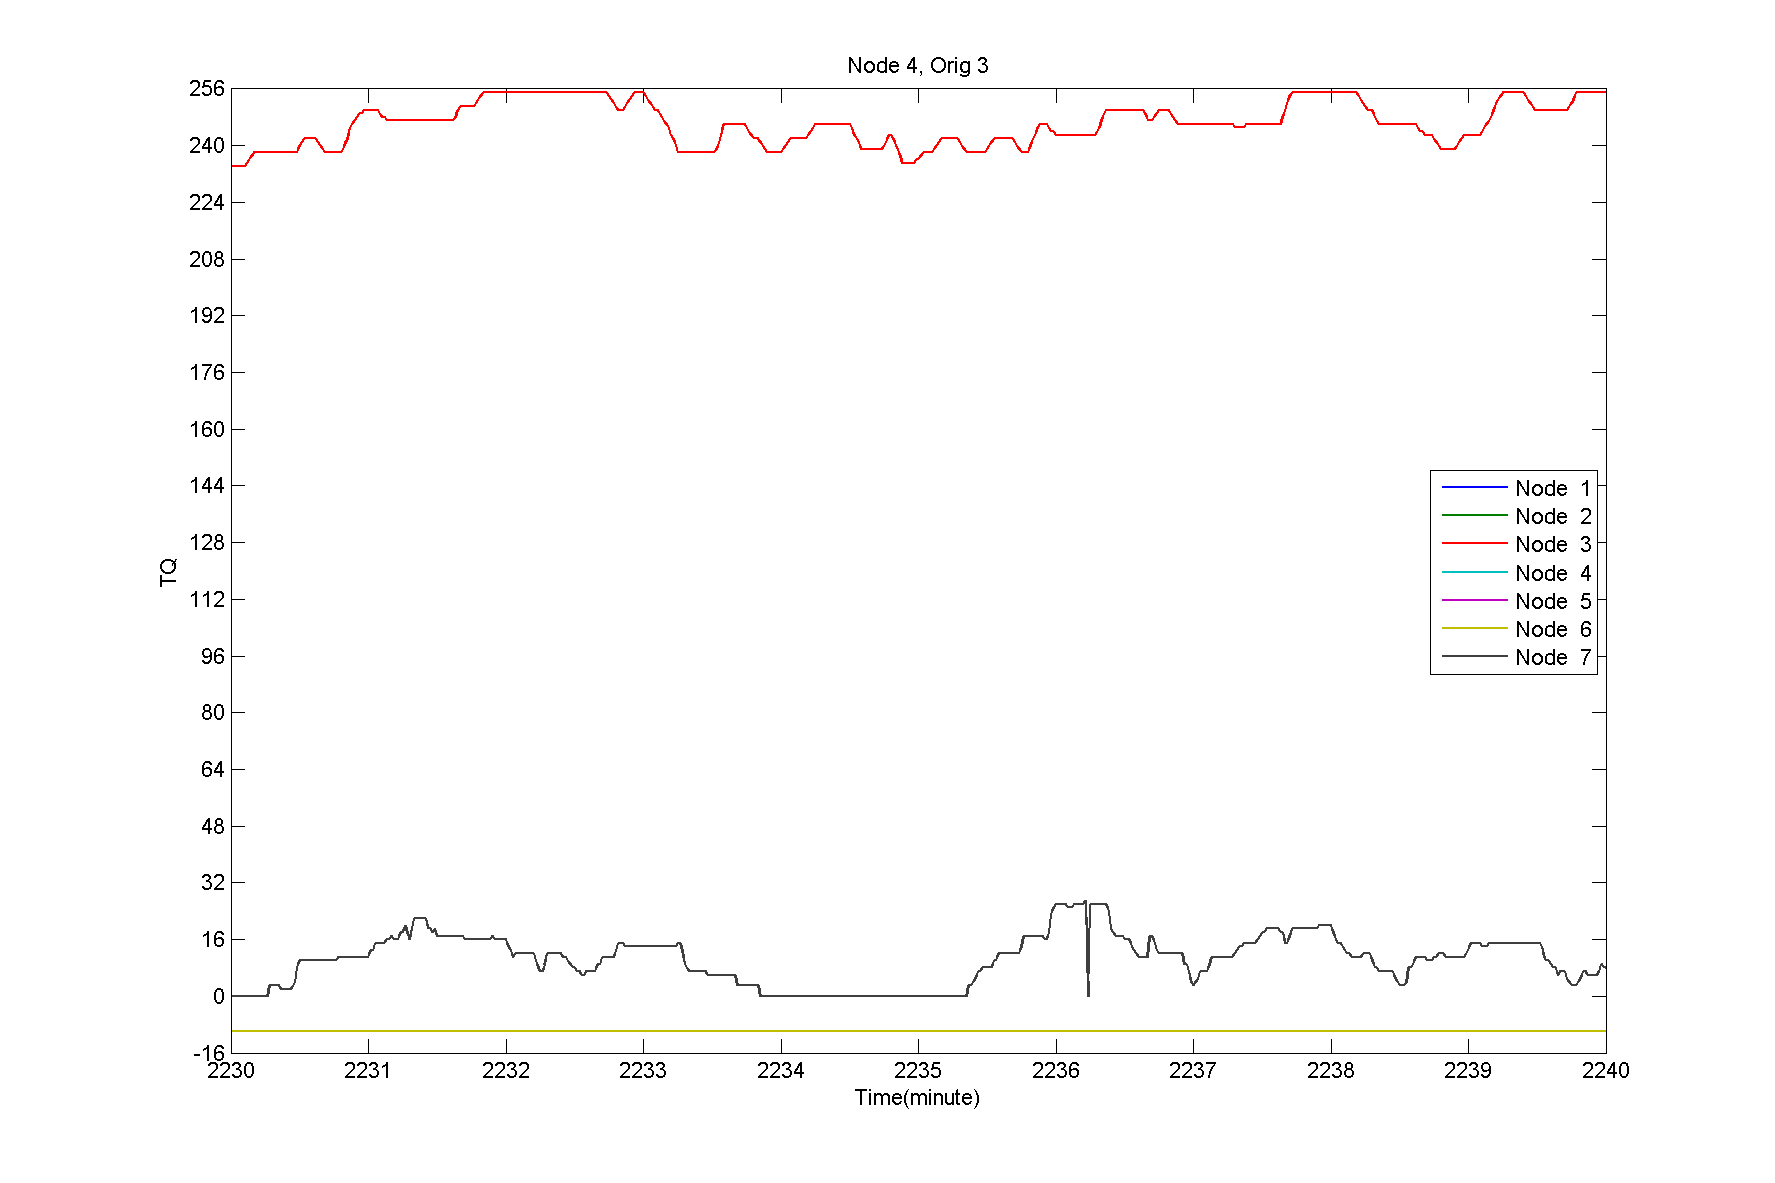 Node 4, Orig 3
256
240
224
208
192
176
160
144
128
112
96
80
64
48
32
16
0
-16
TQ
Node 1
Node 2
Node 3
Node 4
Node 5
Node 6
Node 7
2230 2231 2232 2233 2234 2235 2236 2237 2238 2239 2240
Time(minute)